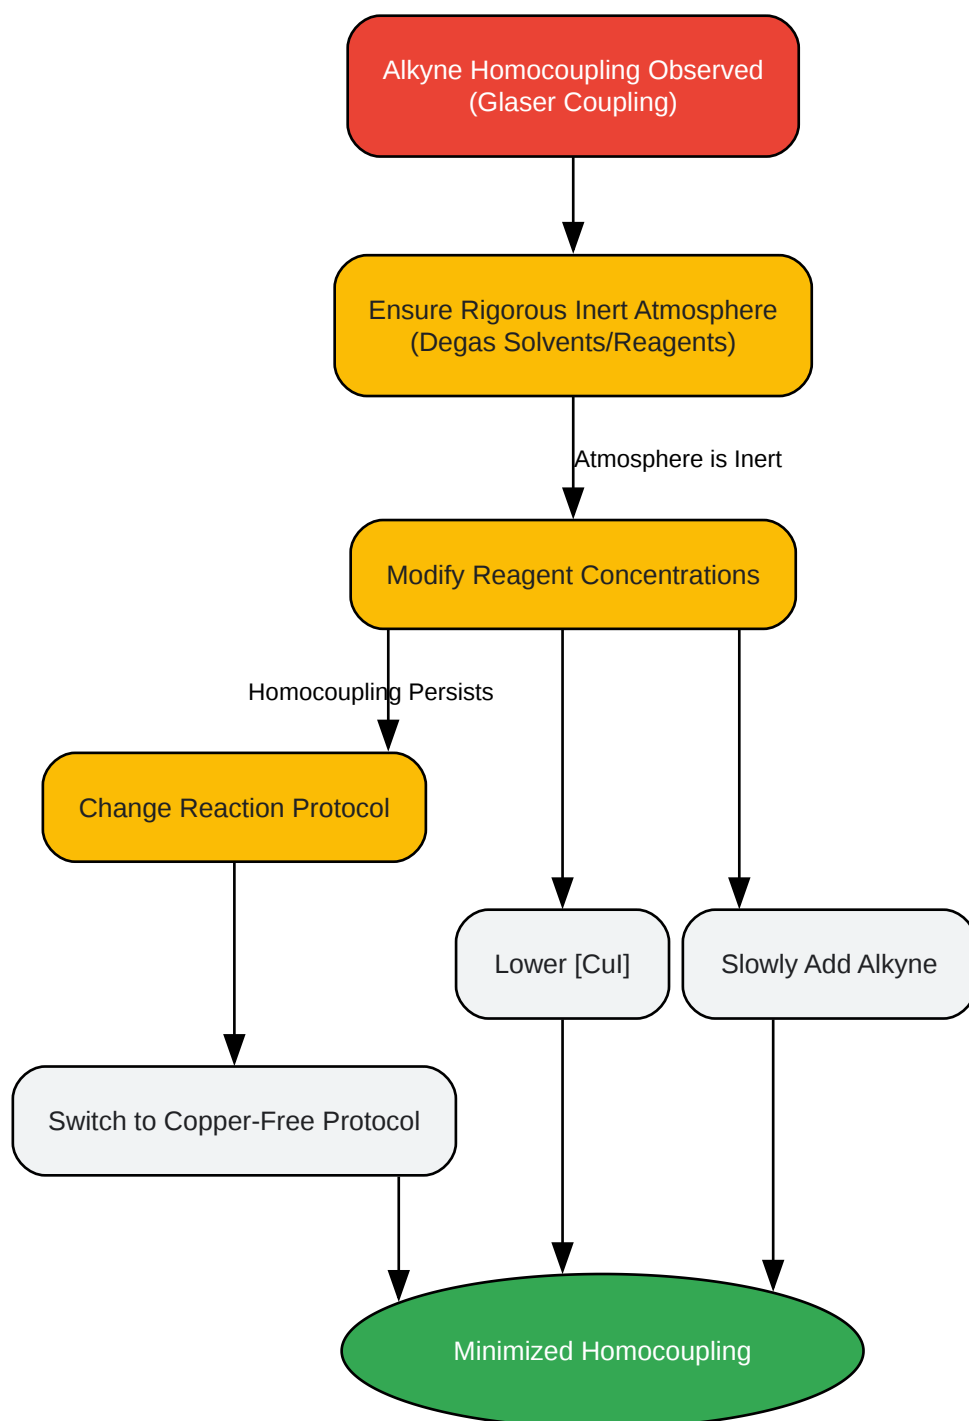 Alkyne Homocoupling Observed
(Glaser Coupling)
Ensure Rigorous Inert Atmosphere
(Degas Solvents/Reagents)
Atmosphere is Inert
Modify Reagent Concentrations
Homocoupling Persists
Change Reaction Protocol
Lower [CuI]
Slowly Add Alkyne
Switch to Copper-Free Protocol
Minimized Homocoupling